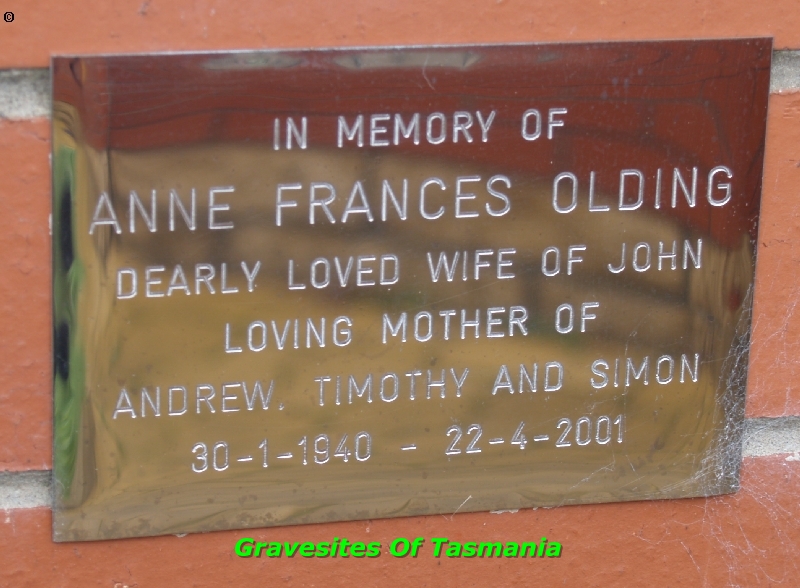 ©
IN MEMORY OF
ANNE FRANCES OLDING
DEARLY LOVED WIFE OF JOHN
LOVING MOTHER OF
ANDREW, TIMOTHY AND SIMON
30-1-1940 - 22-4-2001
Gravesites Of Tasmania